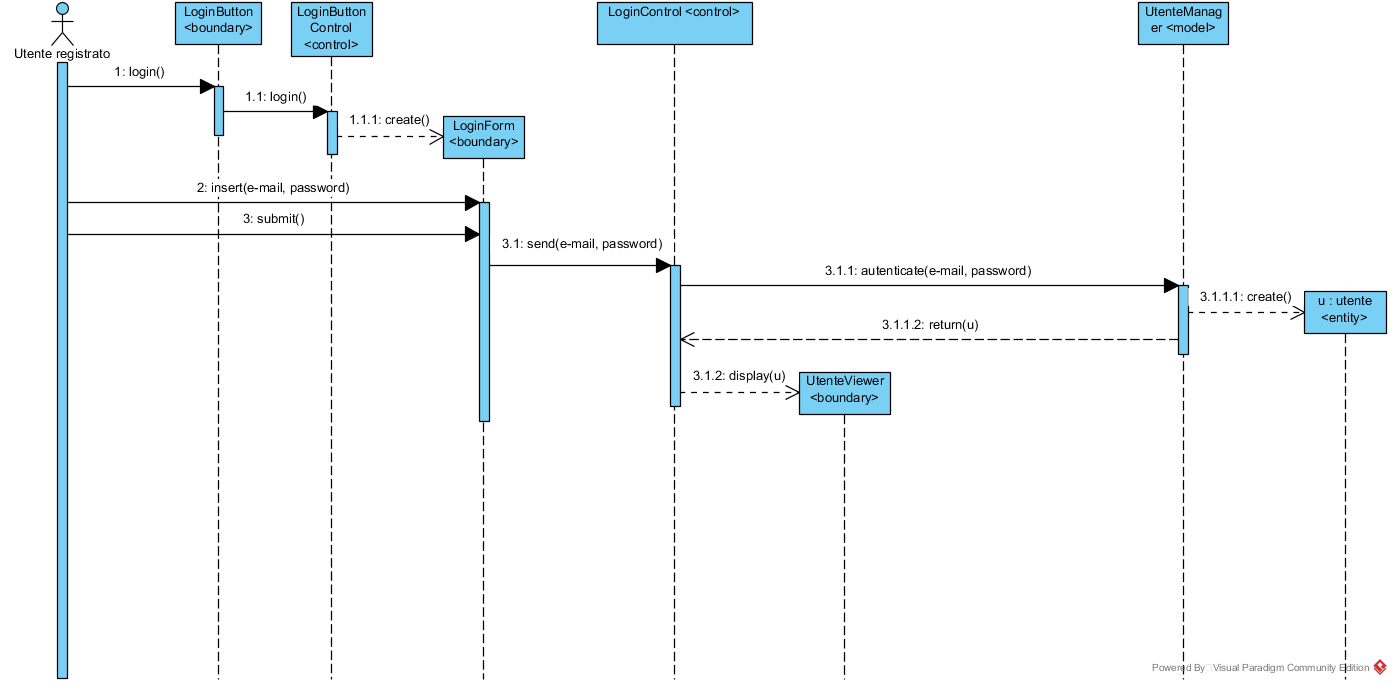 Utente registrato
LoginButton
<boundary>
LoginButton
Control
<control>
LoginControl <control>
UtenteManag
er <model>
1: login()
1.1: login()
1.1.1: create()
LoginForm
<boundary>
2: insert(e-mail, password)
3: submit()
3.1: send(e-mail, password)
3.1.1: autenticate(e-mail, password)
3.1.1.1: create()
u : utente
<entity>
3.1.1.2: return(u)
3.1.2: display(u)
UtenteViewer
<boundary>
Powered By Visual Paradigm Community Edition